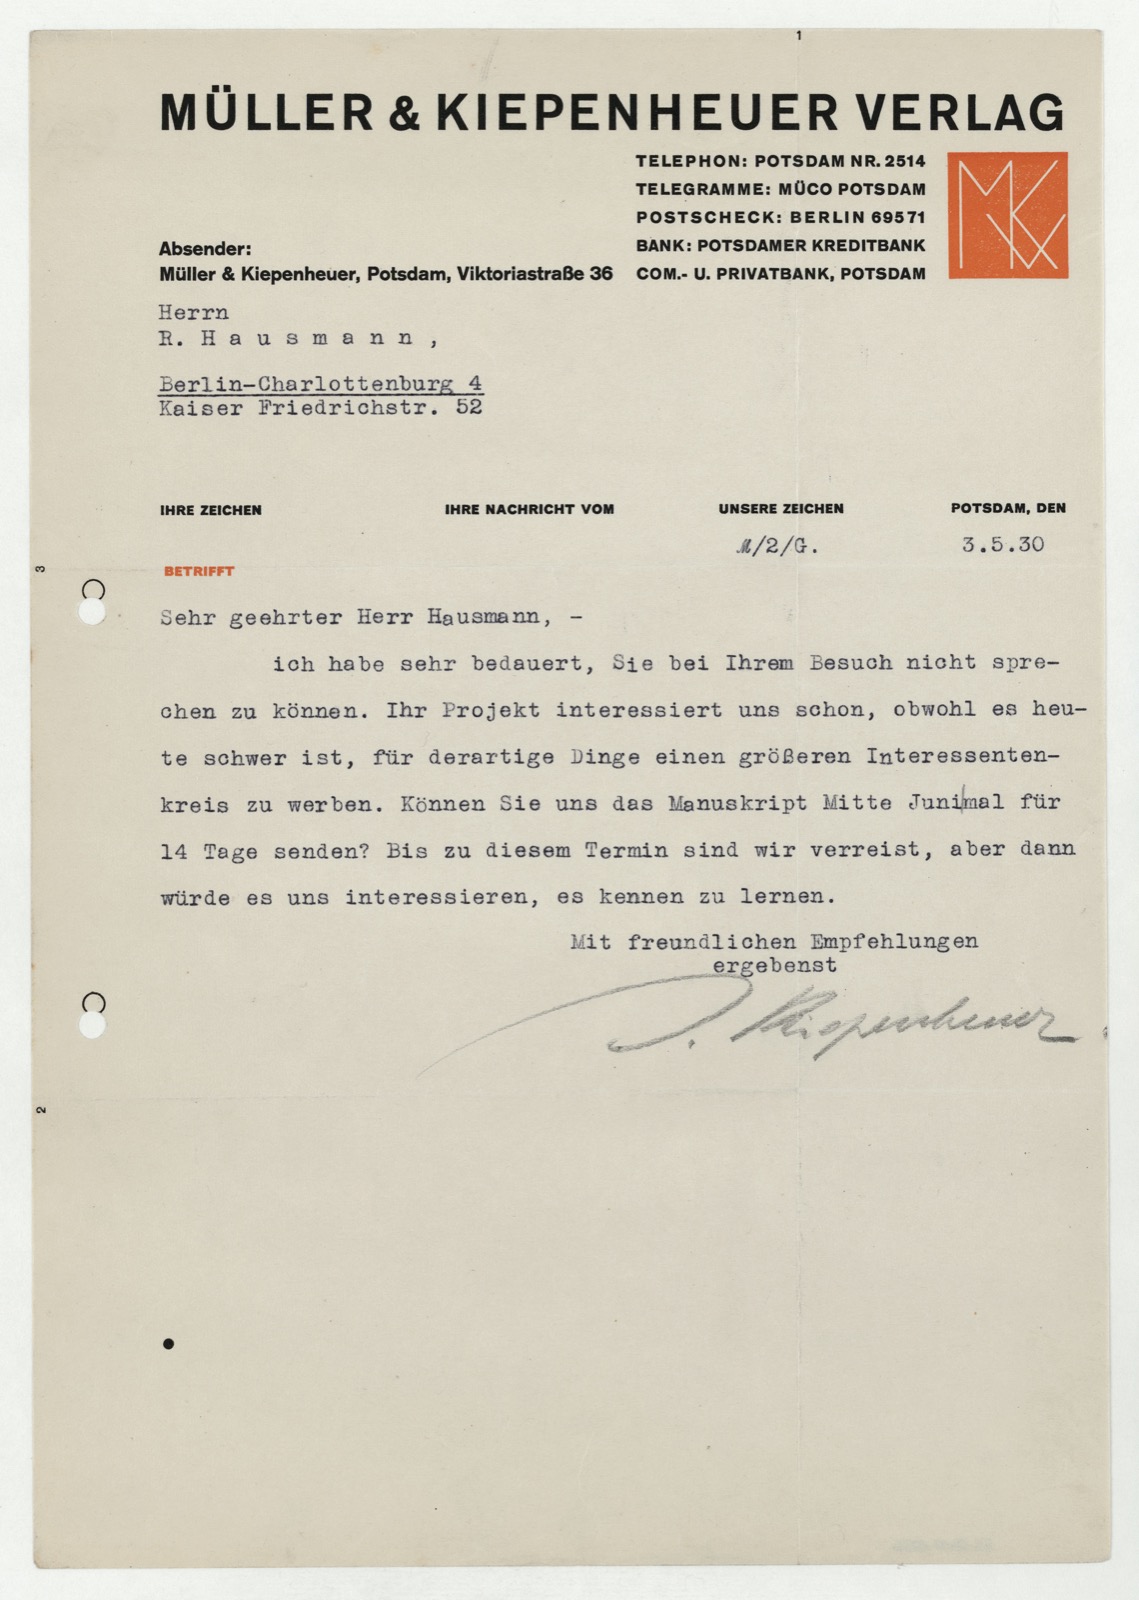 1
MÜLLER & KIEPENHEUER VERLAG
TELEPHON: POTSDAM NR. 2514
TELEGRAMME: MÜCO POTSDAM
POSTSCHECK: BERLIN 69571
BANK: POTSDAMER KREDITBANK
COM.- U. PRIVATBANK, POTSDAM
MK
Absender:
Müller & Kiepenheuer, Potsdam, Viktoriastraße 36
Herrn
R. H a u s m a n n ,
Berlin-Charlottenburg 4
Kaiser Friedrichstr. 52
IHRE ZEICHEN IHRE NACHRICHT VOM UNSERE ZEICHEN POTSDAM, DEN
M/2/G. 3.5.30
3
BETRIFFT
Sehr geehrter Herr Hausmann, -
ich habe sehr bedauert, Sie bei Ihrem Besuch nicht spre-
chen zu können. Ihr Projekt interessiert uns schon, obwohl es heu-
te schwer ist, für derartige Dinge einen größeren Interessenten-
kreis zu werben. Können Sie uns das Manuskript Mitte Juni/mal für
14 Tage senden? Bis zu diesem Termin sind wir verreist, aber dann
würde es uns interessieren, es kennen zu lernen.
Mit freundlichen Empfehlungen
ergebenst
I. Kiepenheuer
2